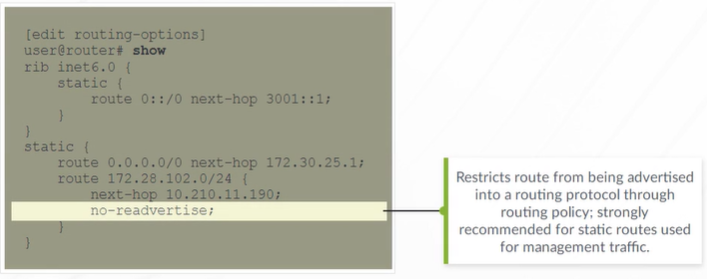 [edit routing-options]
user@router# show
rib inet6.0 {
    static {
        route 0::/0 next-hop 3001::1;
    }
}
static {
    route 0.0.0.0/0 next-hop 172.30.25.1;
    route 172.28.102.0/24 {
        next-hop 10.210.11.190;
        no-readvertise;
    }
}
Restricts route from being advertised
into a routing protocol through
routing policy; strongly
recommended for static routes used
for management traffic.